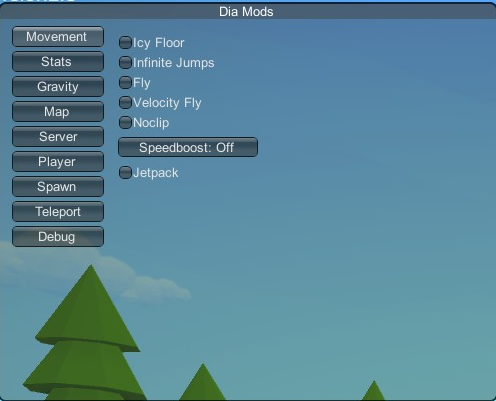 Dia Mods
Movement
Stats
Gravity
Map
Server
Player
Spawn
Teleport
Debug
Icy Floor
Infinite Jumps
Fly
Velocity Fly
Noclip
Speedboost: Off
Jetpack